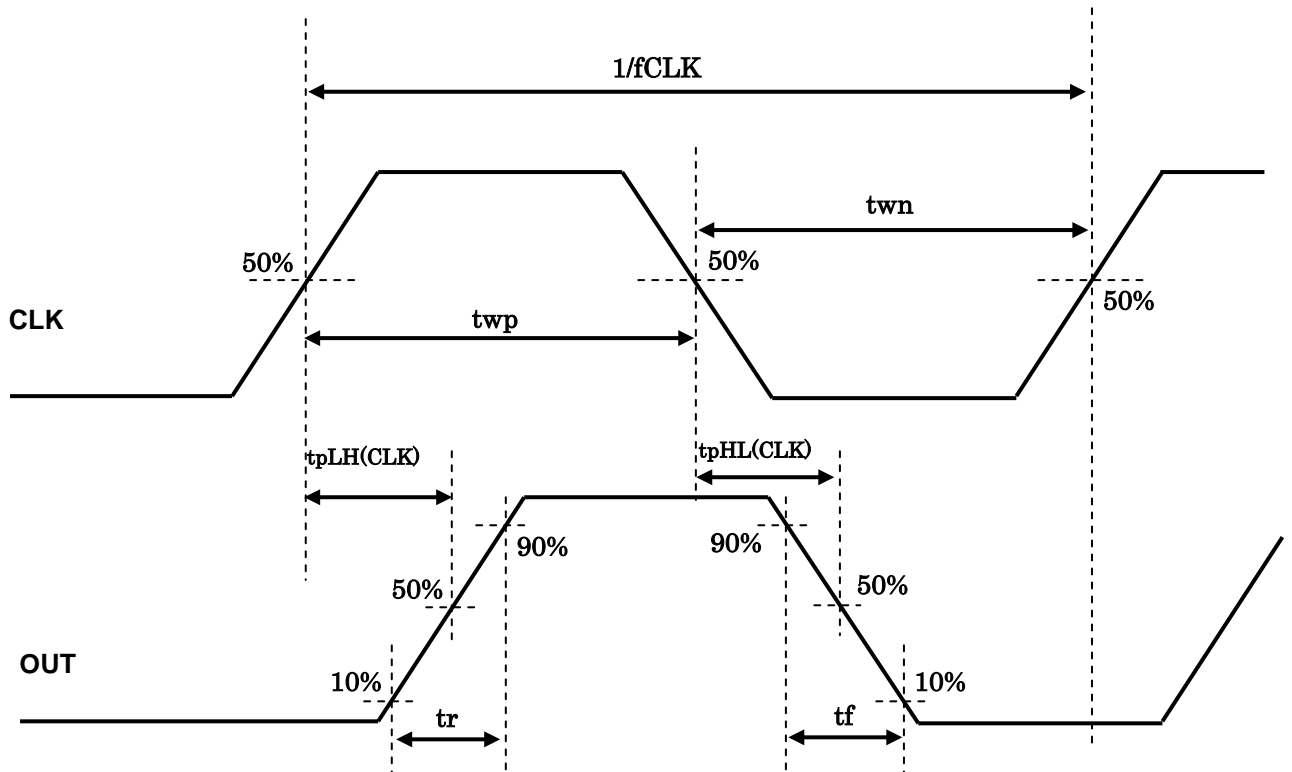 1/fCLK
twn
50%
50%
50%
CLK
twp
tpLH(CLK)
tpHL(CLK)
90%
90%
50%
50%
OUT
10%
10%
tr
tf